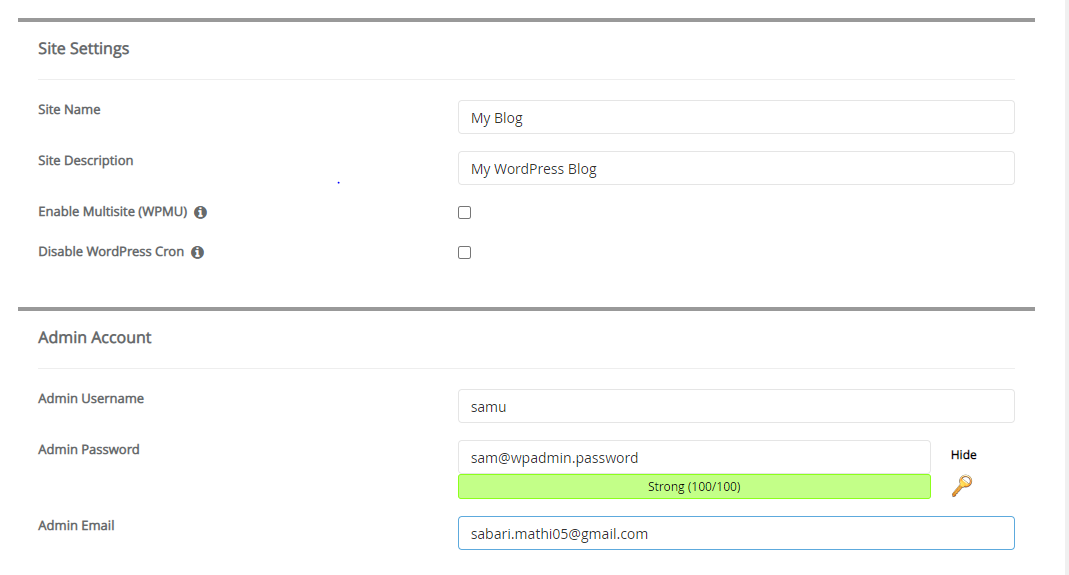 Site Settings
Site Name
My Blog
Site Description
My WordPress Blog
Enable Multisite (WPMU)
Disable WordPress Cron
Admin Account
Admin Username
samu
Admin Password
sam@wpadmin.password
Hide
Strong (100/100)
Admin Email
sabari.mathi05@gmail.com